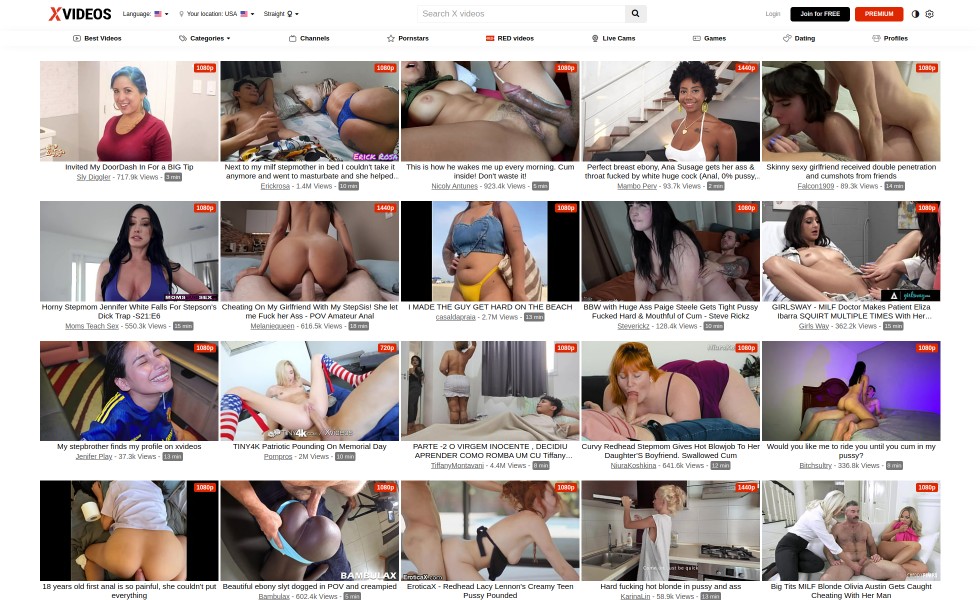 XVIDEOS
Language:
Your location: USA
Straight
Search X videos
Login
Join for FREE
PREMIUM
Best Videos
Categories
Channels
Pornstars
RED videos
Live Cams
Games
Dating
Profiles
1080p
Invited My DoorDash In For a BIG Tip
Sly Diggler - 717.9k Views - 3 min
1080p
ERICK ROSA
Next to my milf stepmother in bed I couldn't take it
anymore and went to masturbate and she helped..
Erickrosa - 1.4M Views - 10 min
1080p
This is how he wakes me up every morning. Cum
inside! Don't waste it!
Nicoly Antunes - 923.4k Views - 6 min
1440p
Perfect breast ebony, Ana Susage gets her ass &
throat fucked by white huge cock (Anal, 0% pussy,..
Mambo Perv - 93.7k Views - 2 min
1080p
Skinny sexy girlfriend received double penetration
and cumshots from friends
Falcon1909 - 89.3k Views - 14 min
1080p
MOMS SEX
Horny Stepmom Jennifer White Falls For Stepson's
Dick Trap -S21:E6
Moms Teach Sex - 550.3k Views - 15 min
1440p
Cheating On My Girlfriend With My StepSis! She let
me Fuck her Ass - POV Amateur Anal
Melaniequeen - 616.5k Views - 18 min
1080p
I MADE THE GUY GET HARD ON THE BEACH
casaldapraia - 2.7M Views - 13 min
1080p
BBW with Huge Ass Paige Steele Gets Tight Pussy
Fucked Hard & Mouthful of Cum - Steve Rickz
Steverickz - 128.4k Views - 10 min
1080p
girlsway.com
GIRLSWAY - MILF Doctor Makes Patient Eliza
Ibarra SQUIRT MULTIPLE TIMES With Her...
Girls Way - 362.2k Views - 15 min
1080p
My stepbrother finds my profile on xvideos
Jenifer Play - 37.3k Views - 13 min
720p
TINY4k
TINY4K Patriotic Pounding On Memorial Day
Pornpros - 2M Views - 10 min
1080p
PARTE -2 O VIRGEM INOCENTE , DECIDIU
APRENDER COMO ROMBA UM CU Tiffany...
TiffanyMontavani - 4.4M Views - 8 min
1080p
Curvy Redhead Stepmom Gives Hot Blowjob To Her
Daughter'S Boyfriend. Swallowed Cum
NiuraKoshkina - 641.6k Views - 12 min
1080p
Would you like me to ride you until you cum in my
pussy?
Bitchsultry - 336.8k Views - 8 min
1080p
18 years old first anal is so painful, she couldn't put
everything
1080p
BAMBULAX
Beautiful ebony slyt dogged in POV and creampied
Bambulax - 602.4k Views - 5 min
1080p
EroticaX.com
EroticaX - Redhead Lacy Lennon's Creamy Teen
Pussy Pounded
1440p
Hard fucking hot blonde in pussy and ass
KarinaLin - 58.9k Views - 13 min
1080p
Big Tits MILF Blonde Olivia Austin Gets Caught
Cheating With Her Man